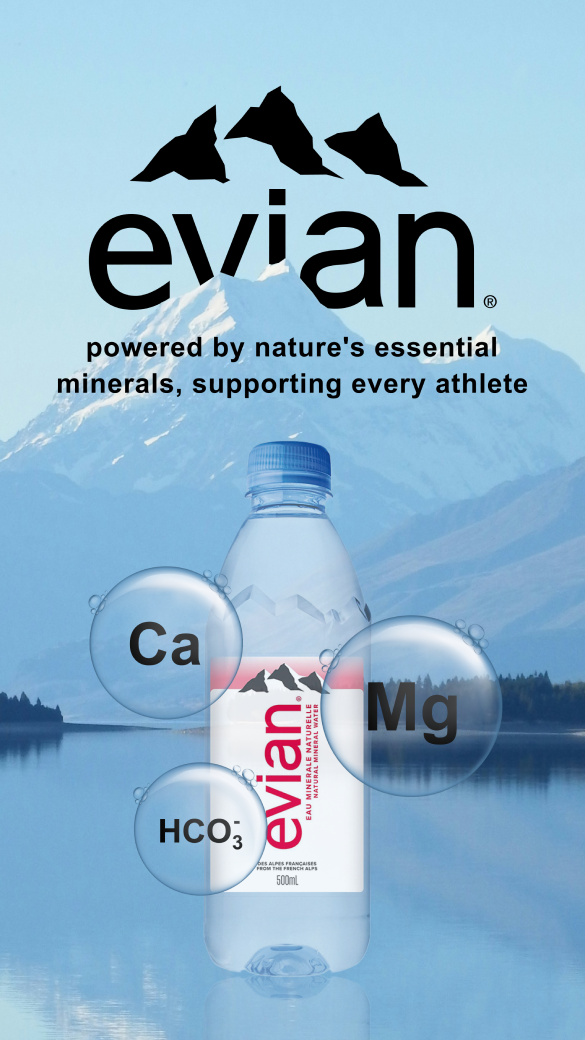 evian®
powered by nature's essential
minerals, supporting every athlete
Ca
Mg
HCO₃⁻
evian®
EAU MINÉRALE NATURELLE
NATURAL MINERAL WATER
DES ALPES FRANÇAISES
FROM THE FRENCH ALPS
500mL